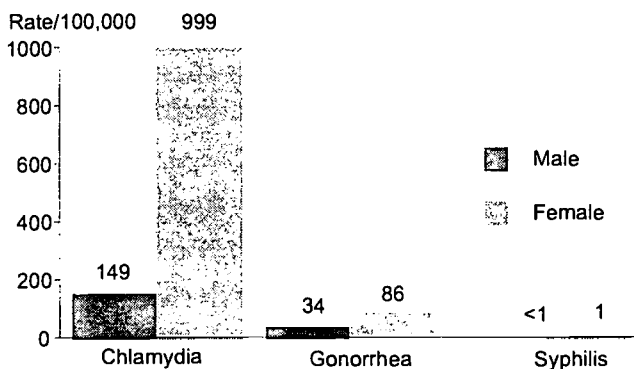 Rate/100,000 999
1000
800
600
400
200
0
149
34
86
<1
1
Male
Female
Chlamydia
Gonorrhea
Syphilis